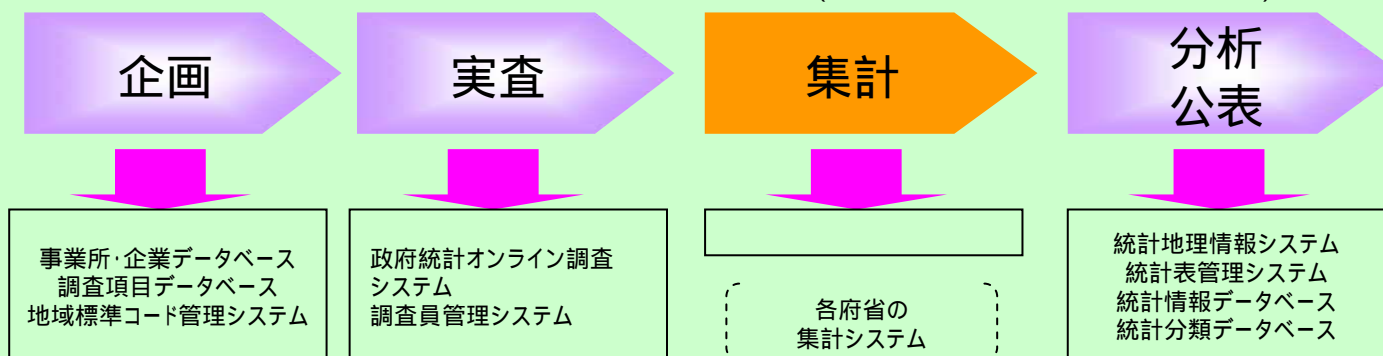 企画
実査
集計
分析
公表
事業所・企業データベース
調査項目データベース
地域標準コード管理システム
政府統計オンライン調査
システム
調査員管理システム
各府省の
集計システム
統計地理情報システム
統計表管理システム
統計情報データベース
統計分類データベース